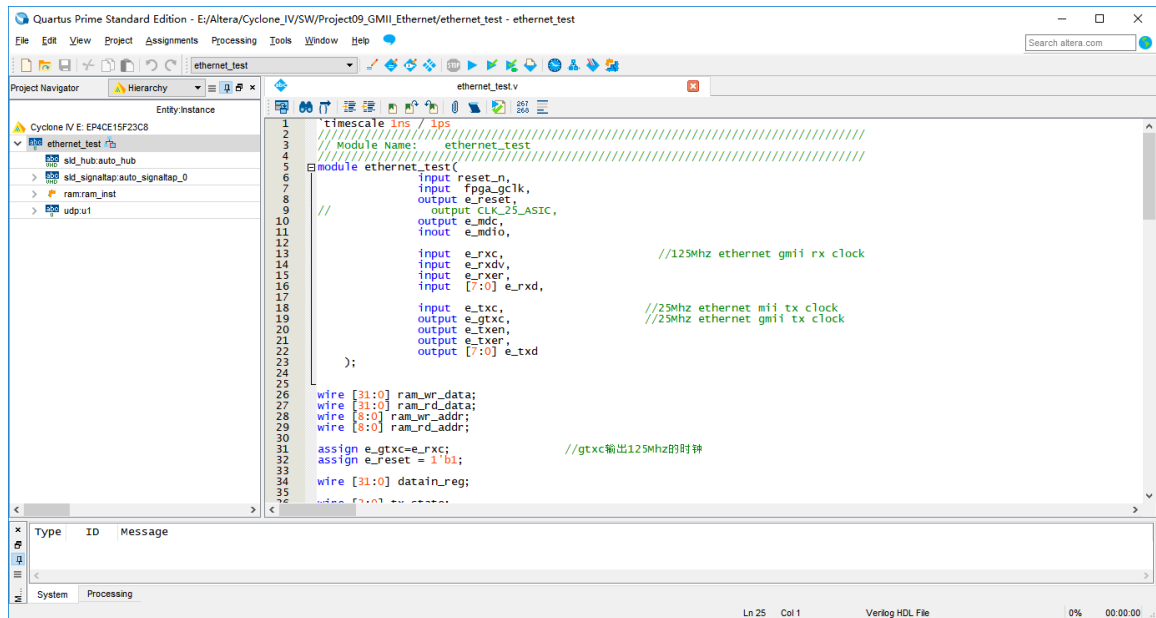 Quartus Prime Standard Edition - E:/Altera/Cyclone_IV/SW/Project09_GMII_Ethernet/ethernet_test - ethernet_test
File Edit View Project Assignments Processing Tools Window Help
Search altera.com
ethernet_test
Project Navigator Hierarchy
ethernet_test.v
Entity:Instance
Cyclone IV E: EP4CE15F23C8
ethernet_test
sld_hub:auto_hub
sld_signaltap:auto_signaltap_0
ram:ram_inst
udp:u1
267
268
1 `timescale 1ns / 1ps
2 //////////////////////////////////////////////////////////////////////////////////
3 // Module Name: ethernet_test
4 //////////////////////////////////////////////////////////////////////////////////
5 module ethernet_test(
6 input reset_n,
7 input fpga_gclk,
8 output e_reset,
9 // output CLK_25_ASIC,
10 output e_mdc,
11 inout e_mdio,
12
13 input e_rxc, //125Mhz ethernet gmii rx clock
14 input e_rxdv,
15 input e_rxer,
16 input [7:0] e_rxd,
17
18 input e_txc, //25Mhz ethernet mii tx clock
19 output e_gtxc, //25Mhz ethernet gmii tx clock
20 output e_txen,
21 output e_txer,
22 output [7:0] e_txd
23 );
24
25
26 wire [31:0] ram_wr_data;
27 wire [31:0] ram_rd_data;
28 wire [8:0] ram_wr_addr;
29 wire [8:0] ram_rd_addr;
30
31 assign e_gtxc=e_rxc; //gtxc输出125Mhz的时钟
32 assign e_reset = 1'b1;
33
34 wire [31:0] datain_reg;
35
36 wire [3:0] tx_state;
Type ID Message
System Processing
Ln 25 Col 1 Verilog HDL File 0% 00:00:00